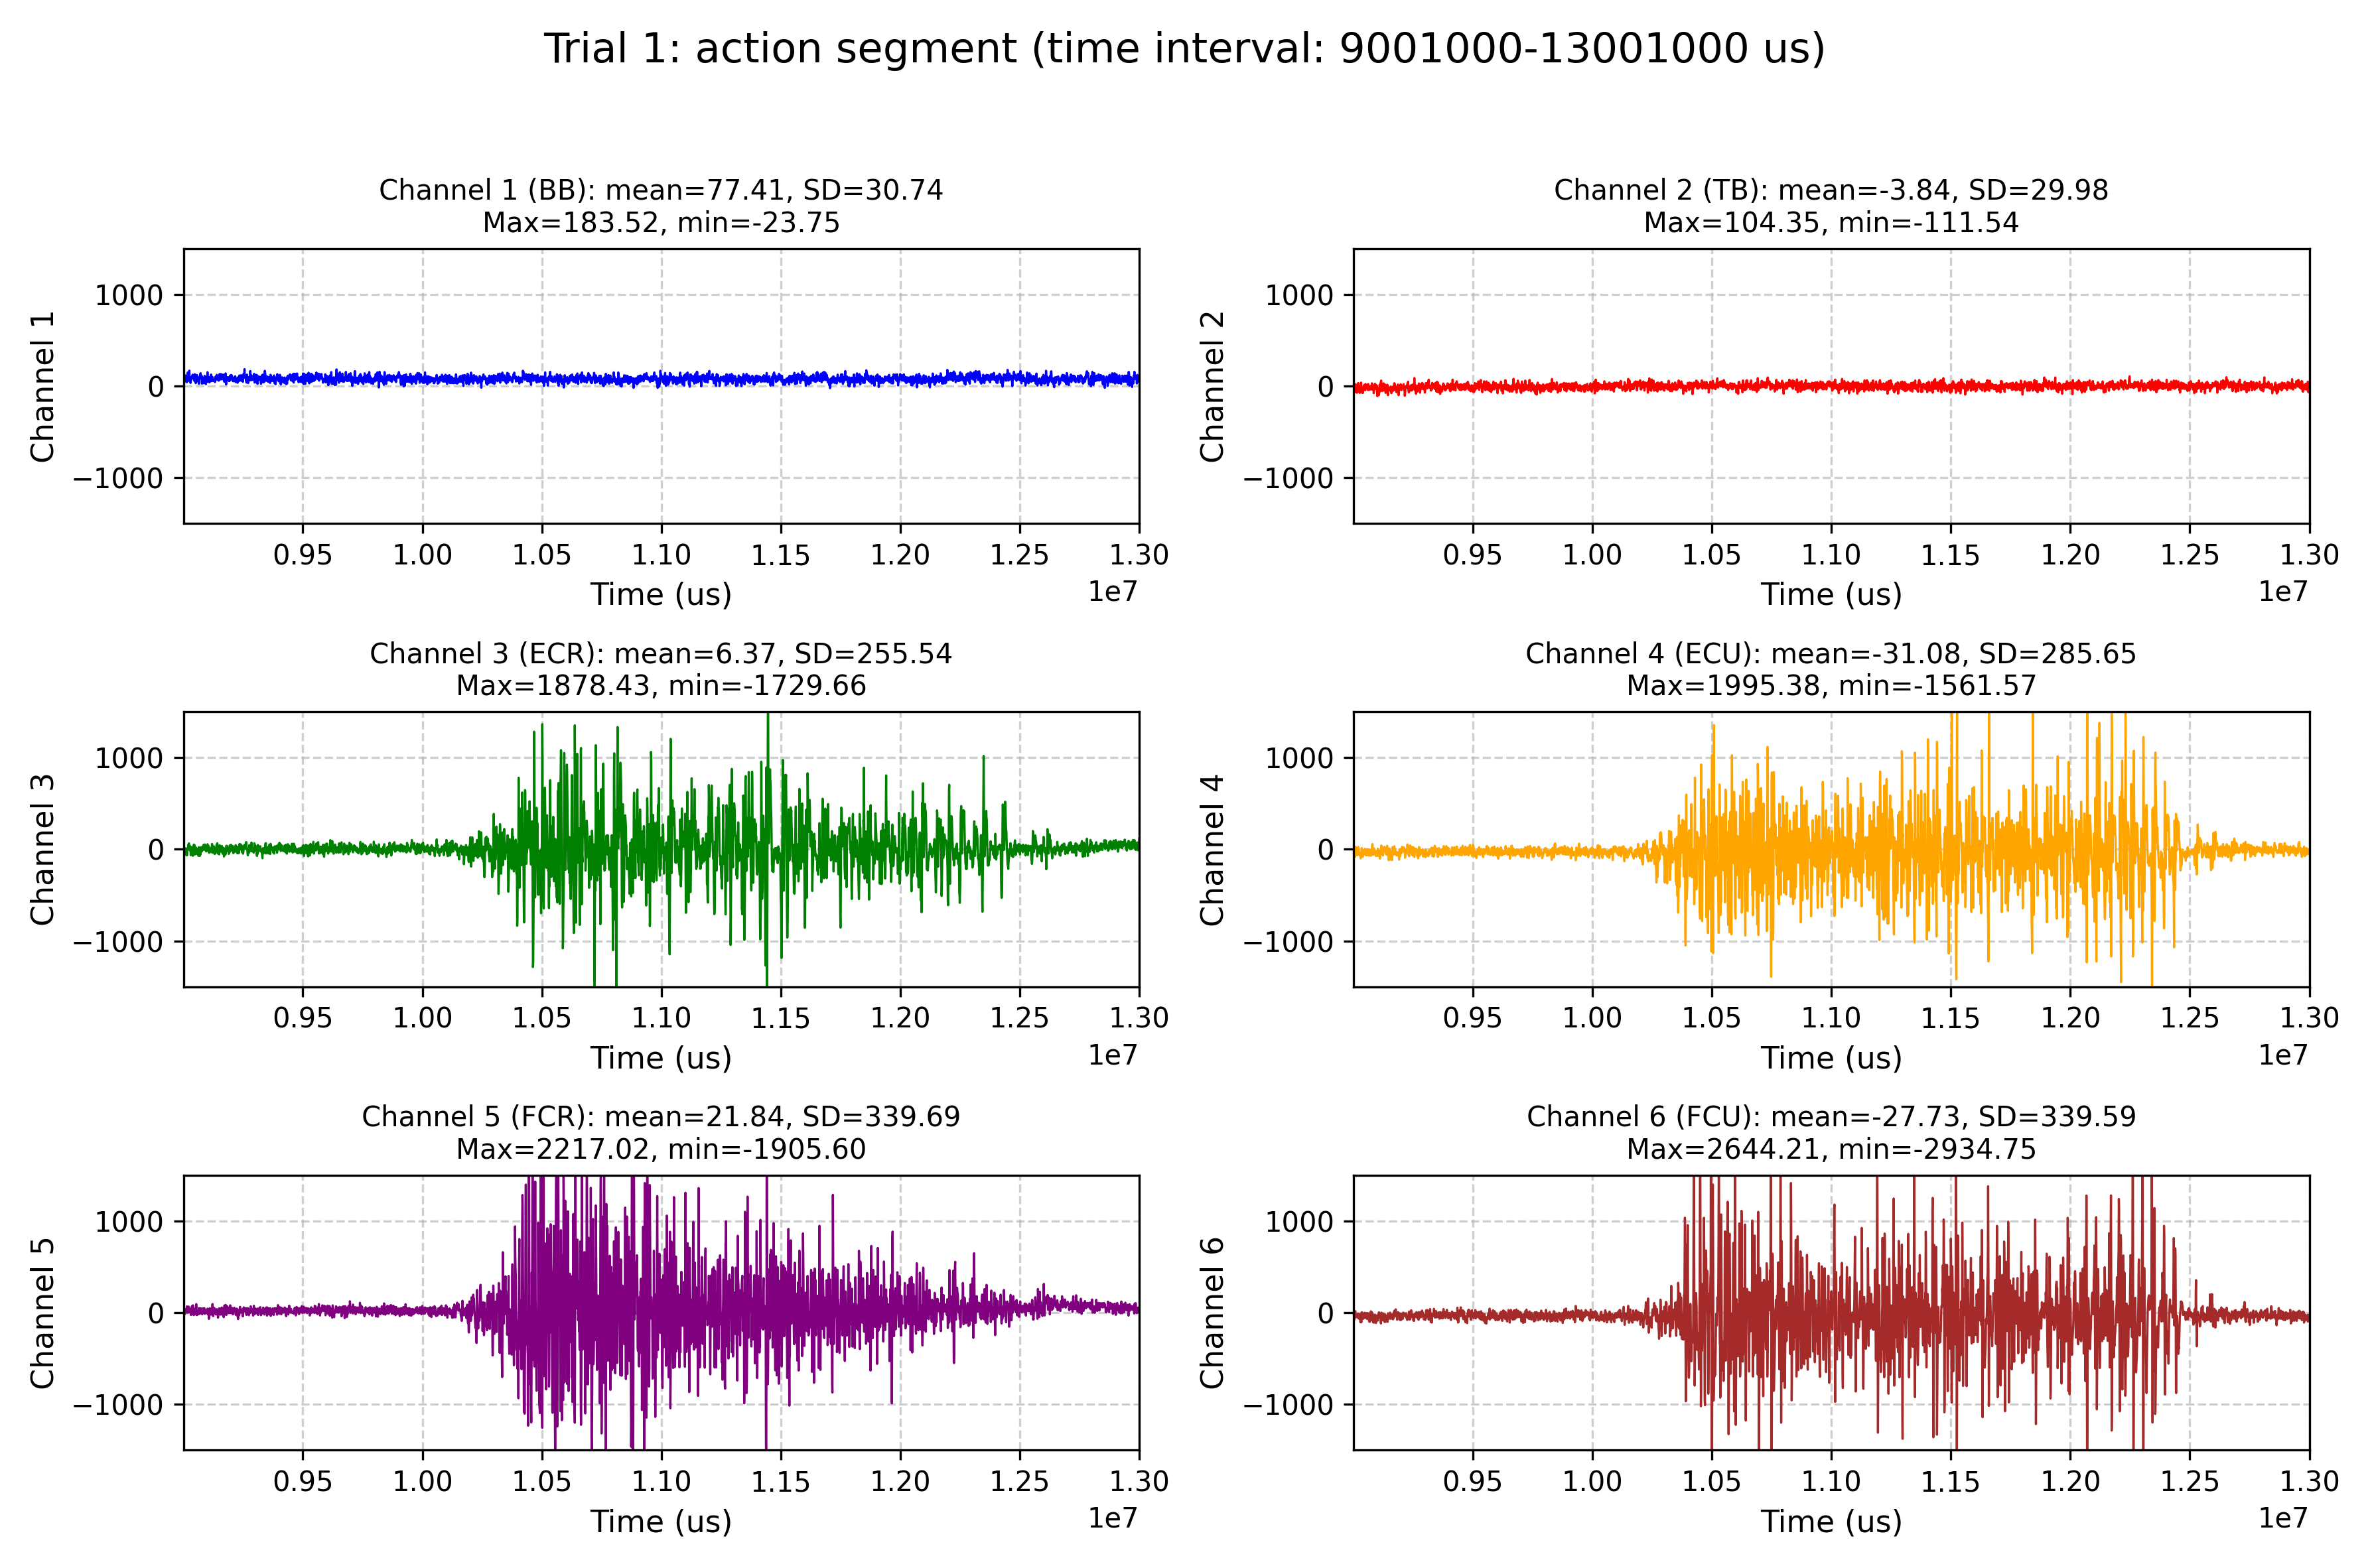 Trial 1: action segment (time interval: 9001000-13001000 us)
Channel 1 (BB): mean=77.41, SD=30.74
Max=183.52, min=-23.75
Channel 1
1000
0
−1000
0.95 1.00 1.05 1.10 1.15 1.20 1.25 1.30
Time (us)
1e7
Channel 2 (TB): mean=-3.84, SD=29.98
Max=104.35, min=-111.54
Channel 2
1000
0
−1000
0.95 1.00 1.05 1.10 1.15 1.20 1.25 1.30
Time (us)
1e7
Channel 3 (ECR): mean=6.37, SD=255.54
Max=1878.43, min=-1729.66
Channel 3
1000
0
−1000
0.95 1.00 1.05 1.10 1.15 1.20 1.25 1.30
Time (us)
1e7
Channel 4 (ECU): mean=-31.08, SD=285.65
Max=1995.38, min=-1561.57
Channel 4
1000
0
−1000
0.95 1.00 1.05 1.10 1.15 1.20 1.25 1.30
Time (us)
1e7
Channel 5 (FCR): mean=21.84, SD=339.69
Max=2217.02, min=-1905.60
Channel 5
1000
0
−1000
0.95 1.00 1.05 1.10 1.15 1.20 1.25 1.30
Time (us)
1e7
Channel 6 (FCU): mean=-27.73, SD=339.59
Max=2644.21, min=-2934.75
Channel 6
1000
0
−1000
0.95 1.00 1.05 1.10 1.15 1.20 1.25 1.30
Time (us)
1e7